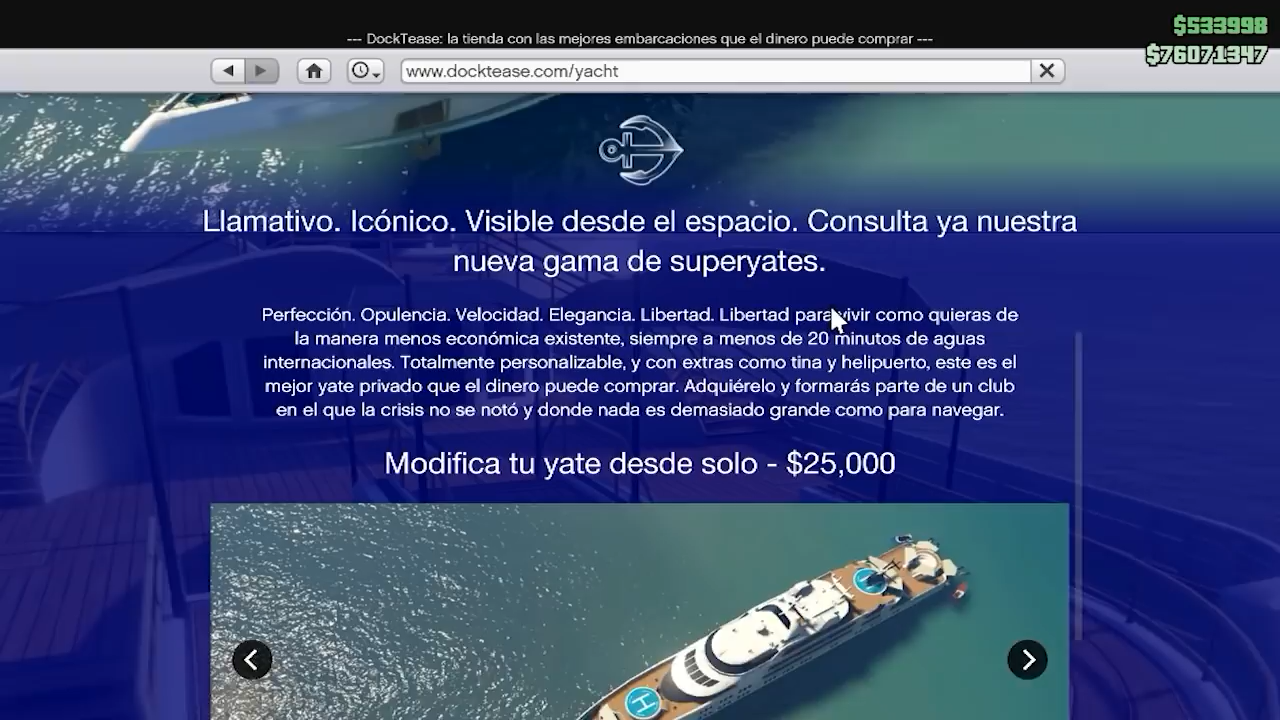 $533998
--- DockTease: la tienda con las mejores embarcaciones que el dinero puede comprar ---
$76071347
www.docktease.com/yacht
Llamativo. Icónico. Visible desde el espacio. Consulta ya nuestra
nueva gama de superyates.
Perfección. Opulencia. Velocidad. Elegancia. Libertad. Libertad para vivir como quieras de
la manera menos económica existente, siempre a menos de 20 minutos de aguas
internacionales. Totalmente personalizable, y con extras como tina y helipuerto, este es el
mejor yate privado que el dinero puede comprar. Adquiérelo y formarás parte de un club
en el que la crisis no se notó y donde nada es demasiado grande como para navegar.
Modifica tu yate desde solo - $25,000
H